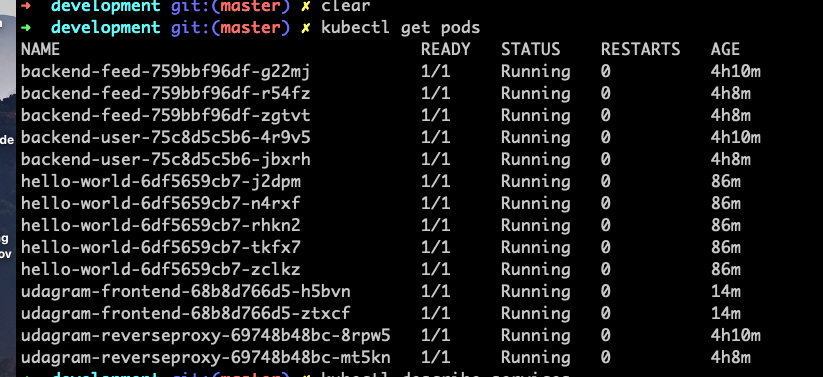 ➜ development git:(master) ✗ clear
➜ development git:(master) ✗ kubectl get pods
NAME READY STATUS RESTARTS AGE
backend-feed-759bbf96df-g22mj 1/1 Running 0 4h10m
backend-feed-759bbf96df-r54fz 1/1 Running 0 4h8m
backend-feed-759bbf96df-zgtvt 1/1 Running 0 4h8m
backend-user-75c8d5c5b6-4r9v5 1/1 Running 0 4h10m
backend-user-75c8d5c5b6-jbxrh 1/1 Running 0 4h8m
hello-world-6df5659cb7-j2dpm 1/1 Running 0 86m
hello-world-6df5659cb7-n4rxf 1/1 Running 0 86m
hello-world-6df5659cb7-rhkn2 1/1 Running 0 86m
hello-world-6df5659cb7-tkfx7 1/1 Running 0 86m
hello-world-6df5659cb7-zclkz 1/1 Running 0 86m
udagram-frontend-68b8d766d5-h5bvn 1/1 Running 0 14m
udagram-frontend-68b8d766d5-ztxcf 1/1 Running 0 14m
udagram-reverseproxy-69748b48bc-8rpw5 1/1 Running 0 4h10m
udagram-reverseproxy-69748b48bc-mt5kn 1/1 Running 0 4h8m
➜ development git:(master) ✗ kubectl describe services